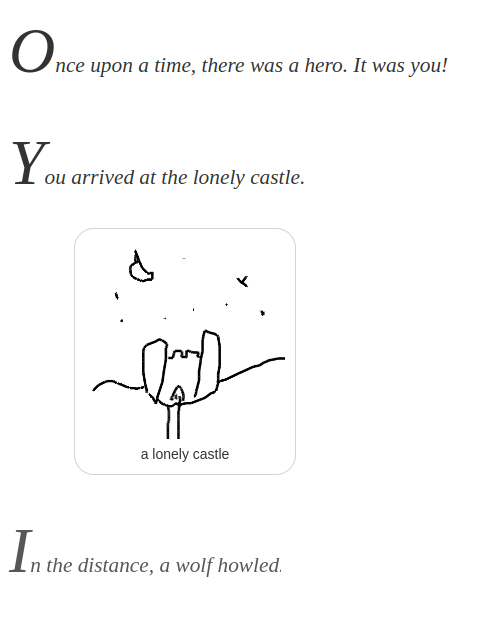 Once upon a time, there was a hero. It was you!
You arrived at the lonely castle.
a lonely castle
In the distance, a wolf howled.